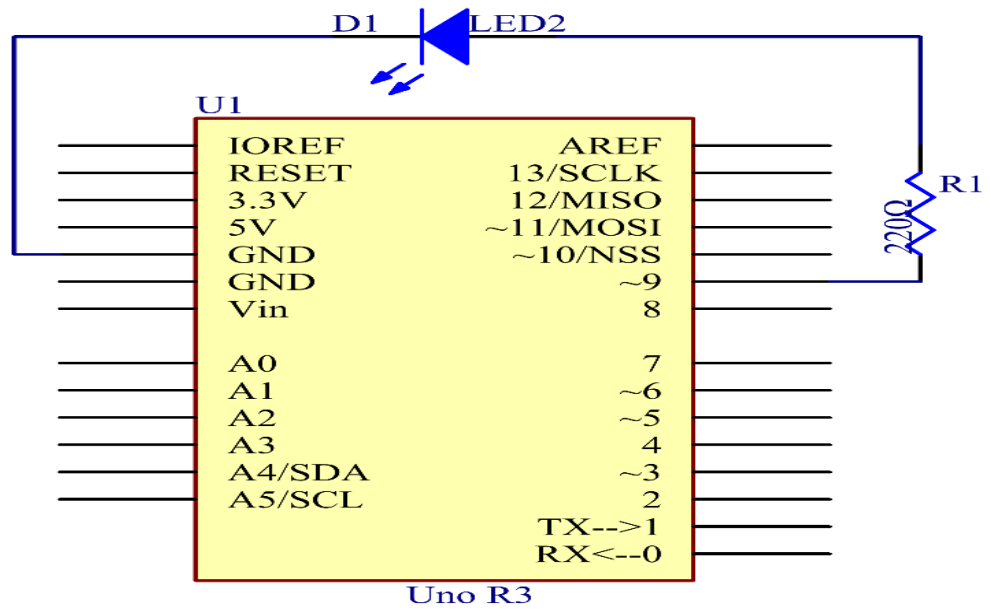 D1 LED2
U1
IOREF AREF
RESET 13/SCLK
3.3V 12/MISO
5V ~11/MOSI
GND ~10/NSS
GND ~9
Vin 8
A0 7
A1 ~6
A2 ~5
A3 4
A4/SDA ~3
A5/SCL 2
TX-->1
RX<--0
R1
220Ω
Uno R3